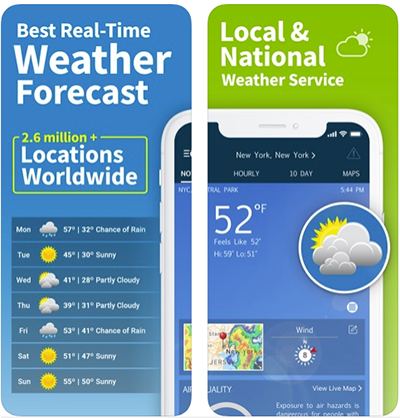 Best Real-Time
Weather
Forecast
2.6 million +
Locations
Worldwide
Mon 57° | 32° Chance of Rain
Tue 45° | 30° Sunny
Wed 41° | 28° Partly Cloudy
Thu 39° | 31° Partly Cloudy
Fri 53° | 41° Chance of Rain
Sat 51° | 47° Sunny
Sun 55° | 50° Sunny
Local &
National
Weather Service
New York, New York >
HOURLY 10 DAY MAPS
5:44 PM
52°F
Feels Like 52°
Hi: 59° Lo: 51°
New York
Wind
8
View Live Map >
Exposure to air hazards is
dangerous for people with